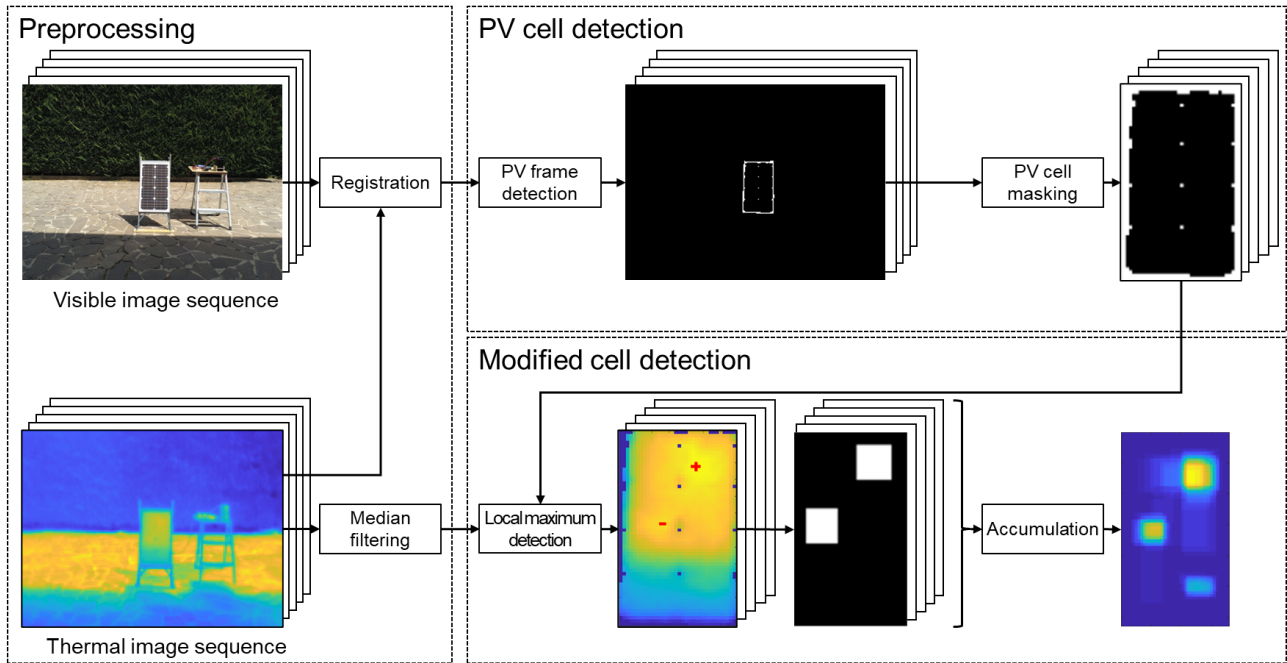 Preprocessing
Visible image sequence
Registration
Thermal image sequence
Median
filtering
PV cell detection
PV frame
detection
PV cell
masking
Modified cell detection
Local maximum
detection
Accumulation